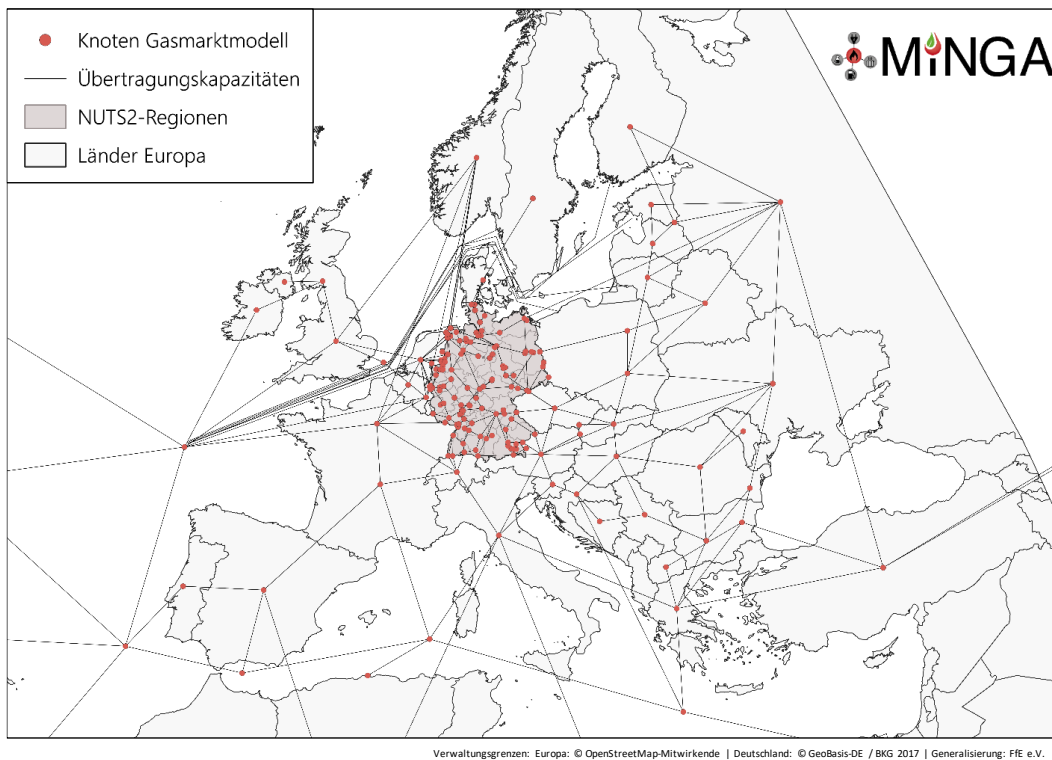 Knoten Gasmarktmodell
Übertragungskapazitäten
NUTS2-Regionen
Länder Europa
MiNGA
Verwaltungsgrenzen: Europa: © OpenStreetMap-Mitwirkende | Deutschland: © GeoBasis-DE / BKG 2017 | Generalisierung: FfE e.V.